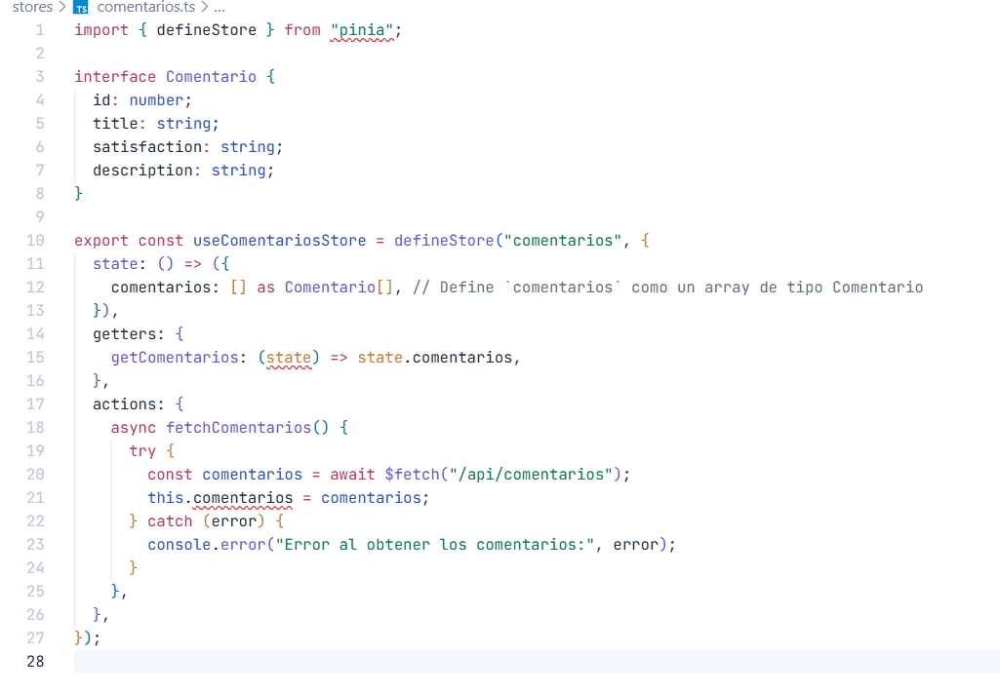 stores > TS comentarios.ts > ...
1 import { defineStore } from "pinia";
2
3 interface Comentario {
4   id: number;
5   title: string;
6   satisfaction: string;
7   description: string;
8 }
9
10 export const useComentariosStore = defineStore("comentarios", {
11   state: () => ({
12     comentarios: [] as Comentario[], // Define `comentarios` como un array de tipo Comentario
13   }),
14   getters: {
15     getComentarios: (state) => state.comentarios,
16   },
17   actions: {
18     async fetchComentarios() {
19       try {
20         const comentarios = await $fetch("/api/comentarios");
21         this.comentarios = comentarios;
22       } catch (error) {
23         console.error("Error al obtener los comentarios:", error);
24       }
25     },
26   },
27 });
28